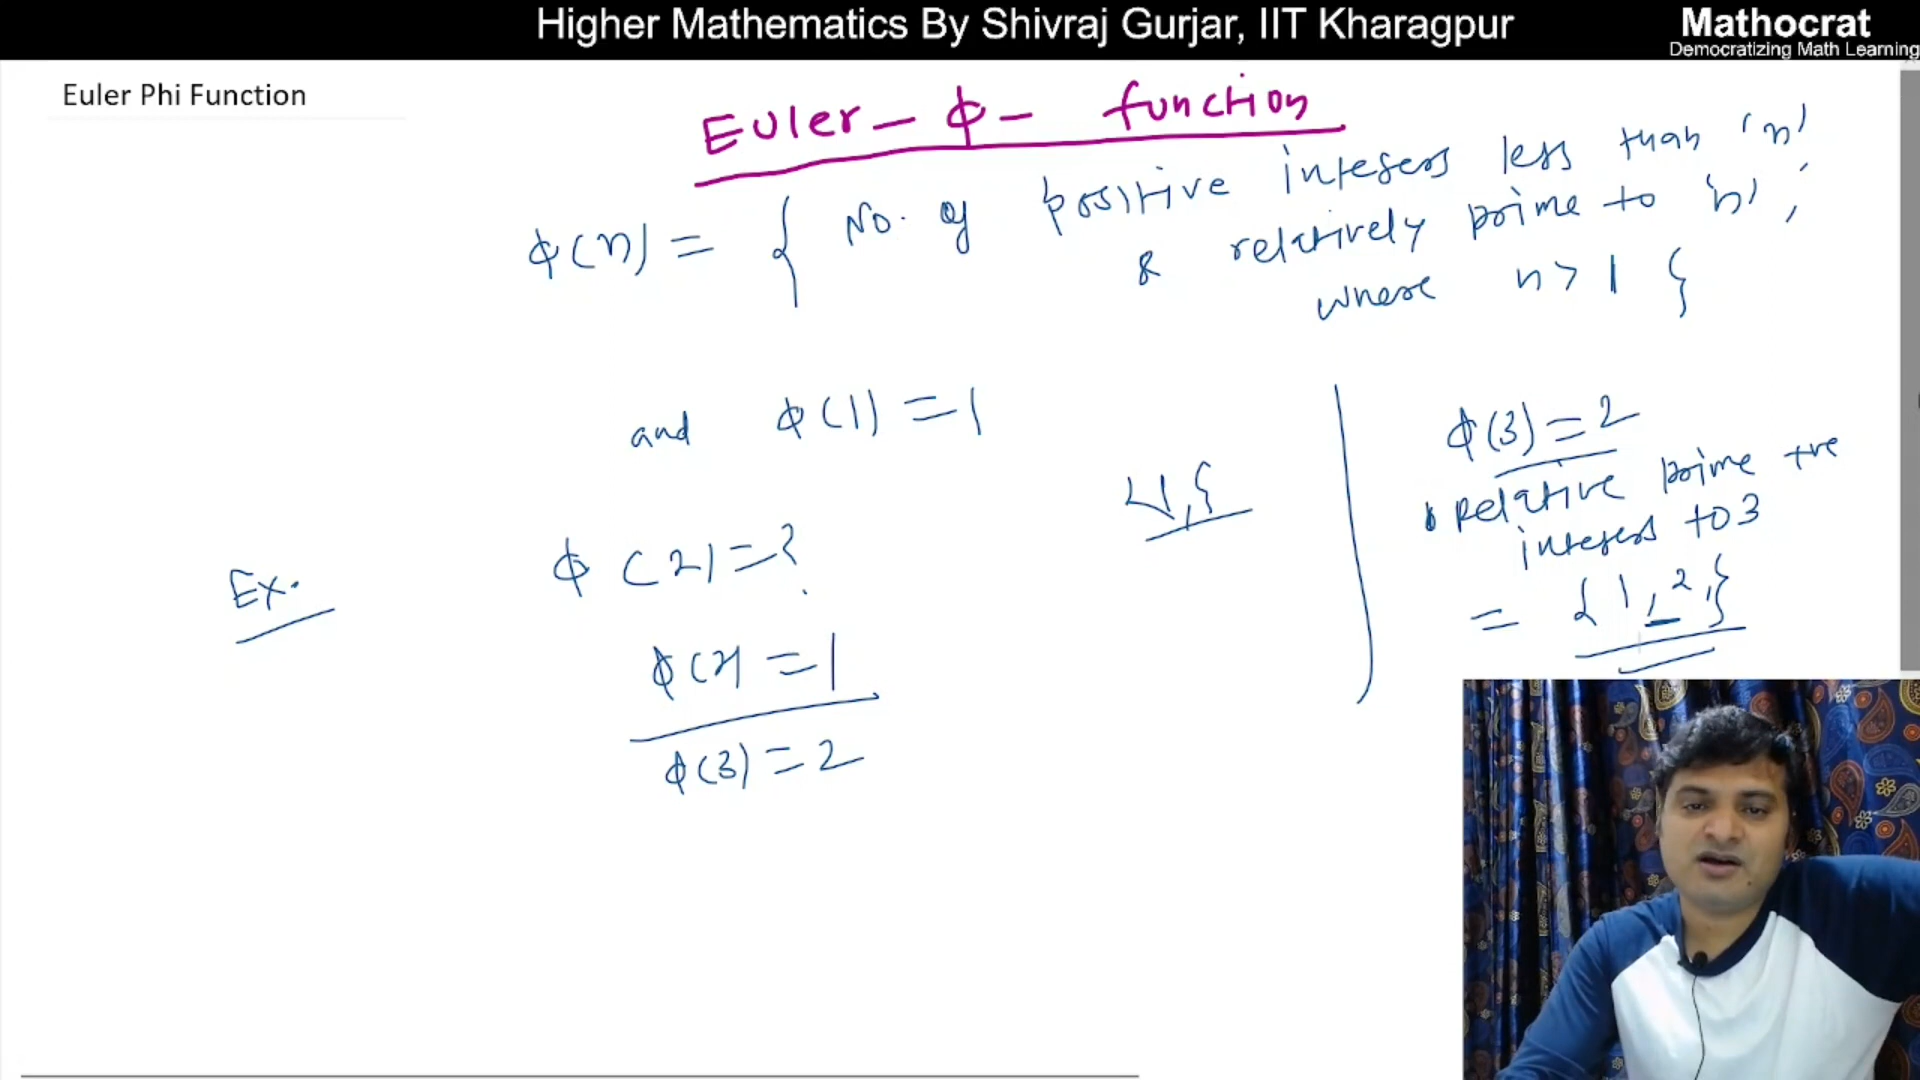 Higher Mathematics By Shivraj Gurjar, IIT Kharagpur
Mathocrat
Democratizing Math Learning
Euler Phi Function
Euler - ϕ - function
ϕ(n) = { No. of positive integers less than 'n'
& relatively prime to 'n',
where n > 1 }
and ϕ(1) = 1
Ex. ϕ(2) = ?
{1,}
ϕ(2) = 1
ϕ(3) = 2
ϕ(3) = 2
Relative prime +ve
integers to 3
= {1, 2,}